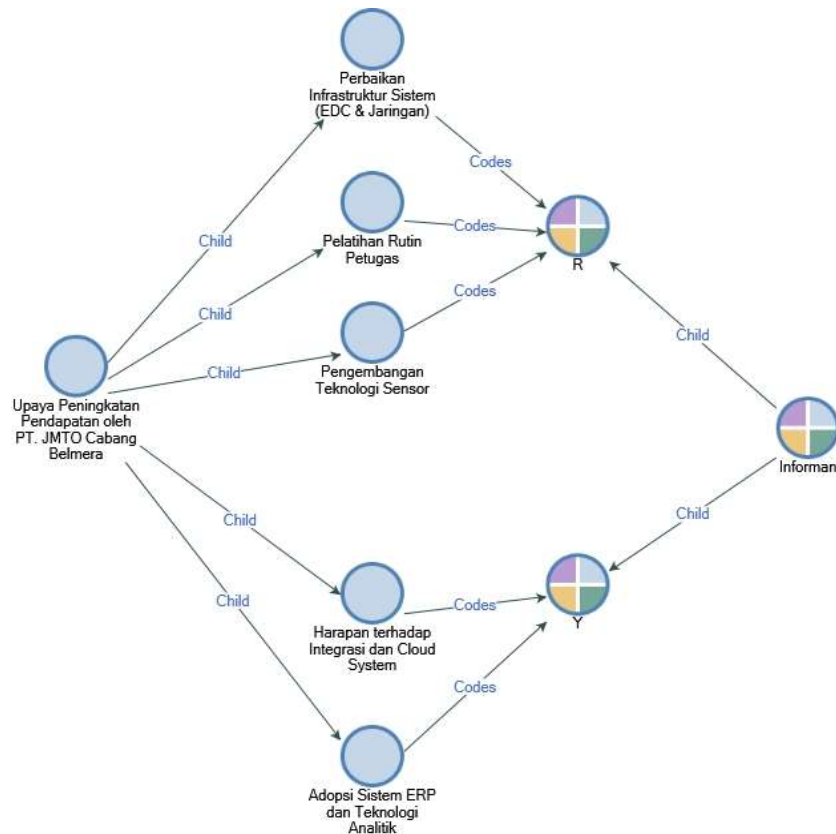 Perbaikan
Infrastruktur Sistem
(EDC & Jaringan)
Codes
Child
Pelatihan Rutin
Petugas
Codes
R
Child
Codes
Pengembangan
Teknologi Sensor
Child
Child
Upaya Peningkatan
Pendapatan oleh
PT. JMTO Cabang
Belmera
Informan
Child
Child
Harapan terhadap
Integrasi dan Cloud
System
Codes
Y
Child
Codes
Adopsi Sistem ERP
dan Teknologi
Analitik